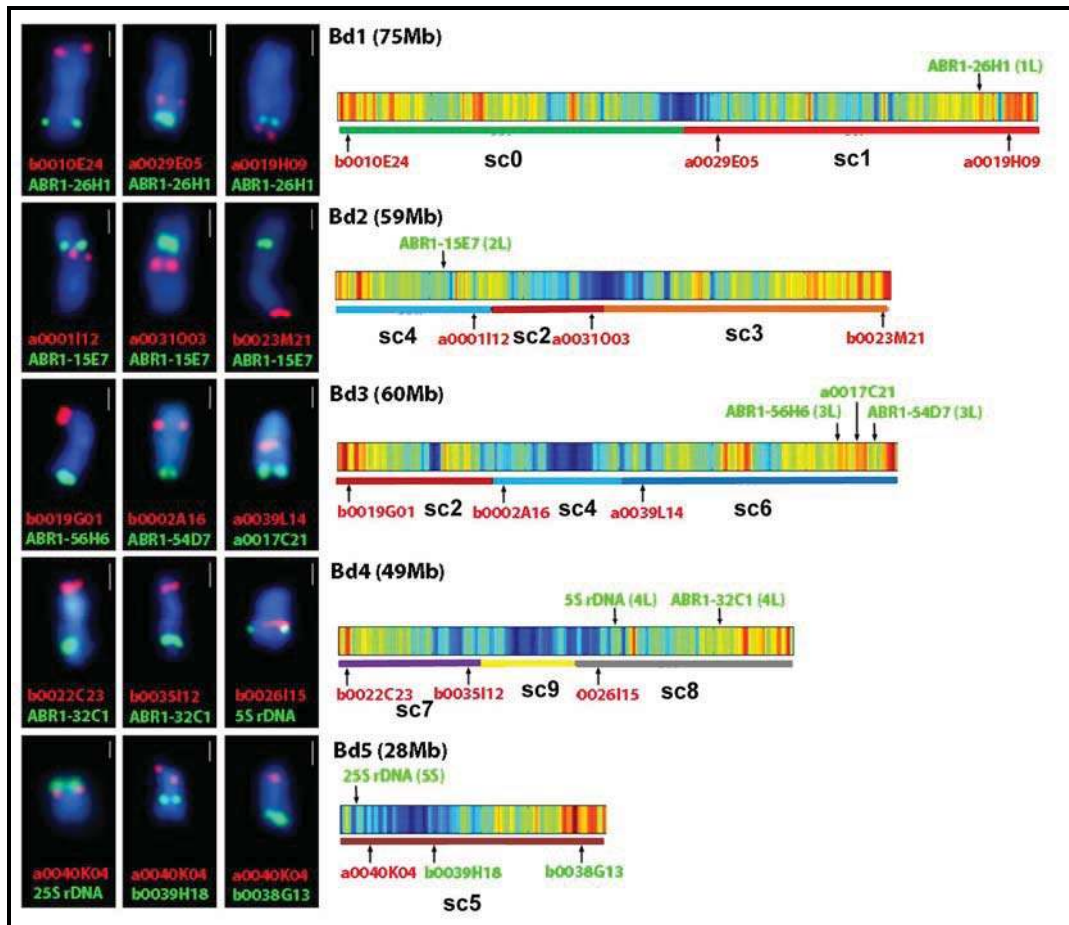 b0010E24
ABR1-26H1
a0029E05
ABR1-26H1
a0019H09
ABR1-26H1
Bd1 (75Mb)
ABR1-26H1 (1L)
b0010E24
sc0
a0029E05
sc1
a0019H09
a0001I12
ABR1-15E7
a0031O03
ABR1-15E7
b0023M21
ABR1-15E7
Bd2 (59Mb)
ABR1-15E7 (2L)
sc4
a0001I12
sc2
a0031O03
sc3
b0023M21
b0019G01
ABR1-56H6
b0002A16
ABR1-54D7
a0039L14
a0017C21
Bd3 (60Mb)
a0017C21
ABR1-56H6 (3L)
ABR1-54D7 (3L)
b0019G01
sc2
b0002A16
sc4
a0039L14
sc6
b0022C23
ABR1-32C1
b0035I12
ABR1-32C1
b0026I15
5S rDNA
Bd4 (49Mb)
5S rDNA (4L)
ABR1-32C1 (4L)
b0022C23
sc7
b0035I12
sc9
0026I15
sc8
a0040K04
25S rDNA
a0040K04
b0039H18
a0040K04
b0038G13
Bd5 (28Mb)
25S rDNA (5S)
a0040K04
b0039H18
b0038G13
sc5